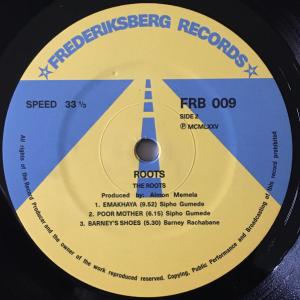 ★ FREDERIKSBERG RECORDS ★
SPEED 33 ⅓
FRB 009
SIDE 2
Ⓟ MCMLXXV
ROOTS
THE ROOTS
Produced by: Almon Memela
1. EMAKHAYA (9.52) Sipho Gumede
2. POOR MOTHER (6.15) Sipho Gumede
3. BARNEY'S SHOES (5.30) Barney Rachabane
All rights of the Record Producer and the owner of the work reproduced reserved. Copying, Public Performance and Broadcasting of this record prohibited.